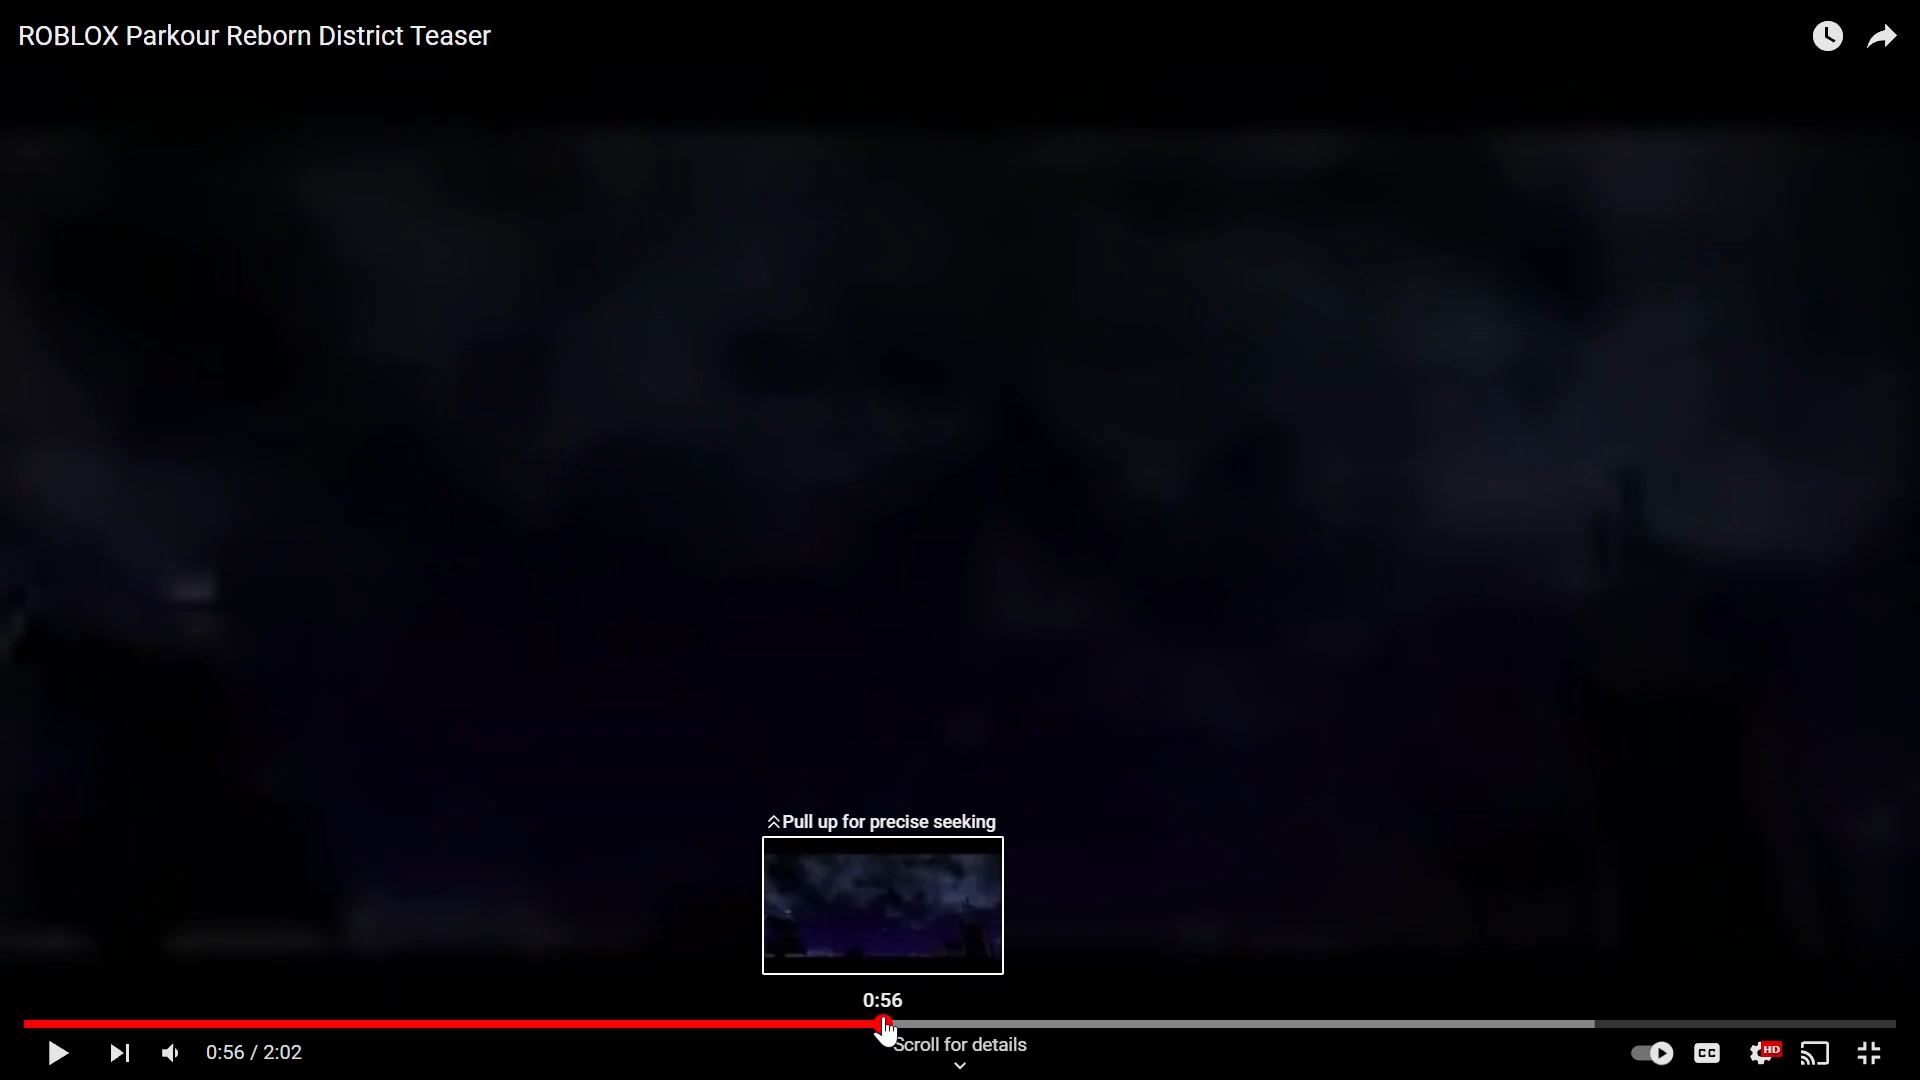 ROBLOX Parkour Reborn District Teaser
Pull up for precise seeking
0:56
0:56 / 2:02
Scroll for details
CC
HD